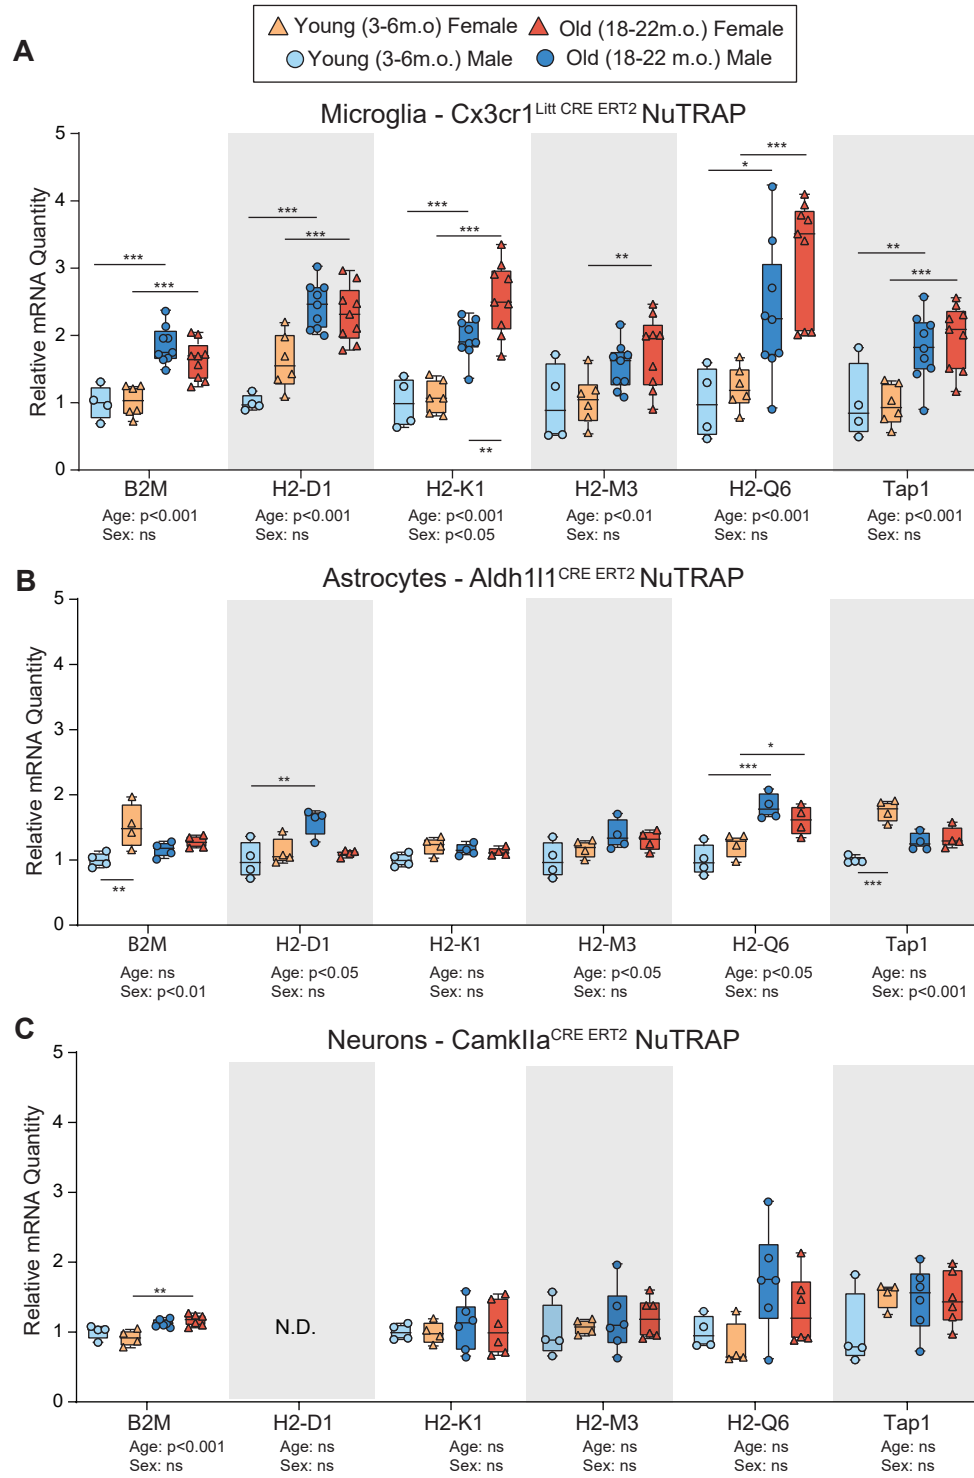 Young (3-6m.o) Female Old (18-22m.o.) Female
Young (3-6m.o.) Male Old (18-22 m.o.) Male
A
Microglia - Cx3cr1Litt CRE ERT2 NuTRAP
Relative mRNA Quantity
5
4
3
2
1
0
*** *** *** *** *** *** ** ** * *** ** ***
B2M H2-D1 H2-K1 H2-M3 H2-Q6 Tap1
Age: p<0.001 Age: p<0.001 Age: p<0.001 Age: p<0.01 Age: p<0.001 Age: p<0.001
Sex: ns Sex: ns Sex: p<0.05 Sex: ns Sex: ns Sex: ns
B
Astrocytes - Aldh1l1CRE ERT2 NuTRAP
Relative mRNA Quantity
5
4
3
2
1
0
** ** *** * ***
B2M H2-D1 H2-K1 H2-M3 H2-Q6 Tap1
Age: ns Age: p<0.05 Age: ns Age: p<0.05 Age: p<0.05 Age: ns
Sex: p<0.01 Sex: ns Sex: ns Sex: ns Sex: ns Sex: p<0.001
C
Neurons - CamkIIaCRE ERT2 NuTRAP
Relative mRNA Quantity
5
4
3
2
1
0
**
N.D.
B2M H2-D1 H2-K1 H2-M3 H2-Q6 Tap1
Age: p<0.001 Age: ns Age: ns Age: ns Age: ns Age: ns
Sex: ns Sex: ns Sex: ns Sex: ns Sex: ns Sex: ns